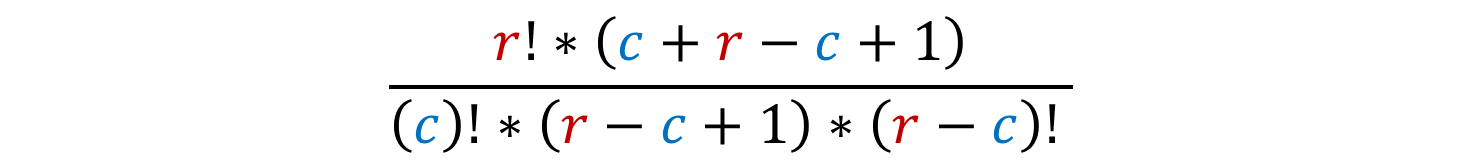 r! * (c + r − c + 1)
(c)! * (r − c + 1) * (r − c)!